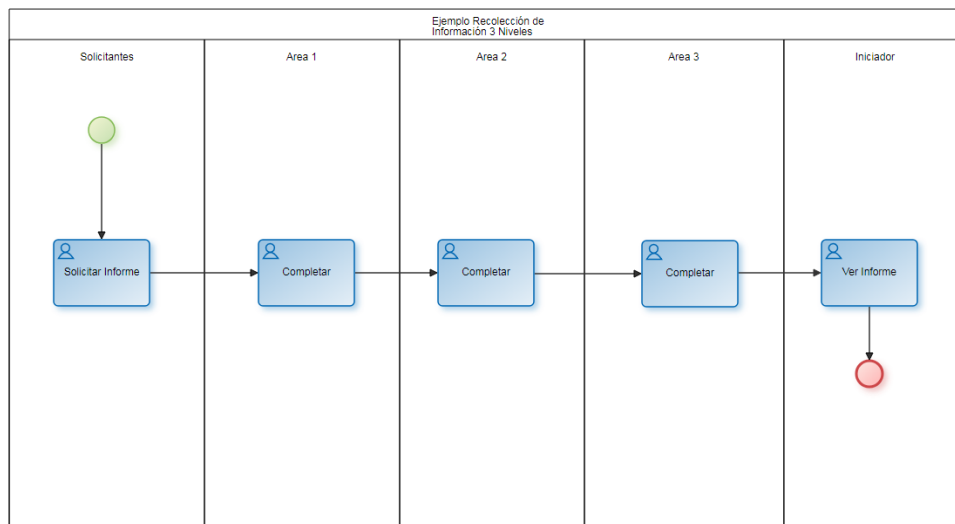 Ejemplo Recolección de
Información 3 Niveles
Solicitantes
Area 1
Area 2
Area 3
Iniciador
Solicitar Informe
Completar
Completar
Completar
Ver Informe